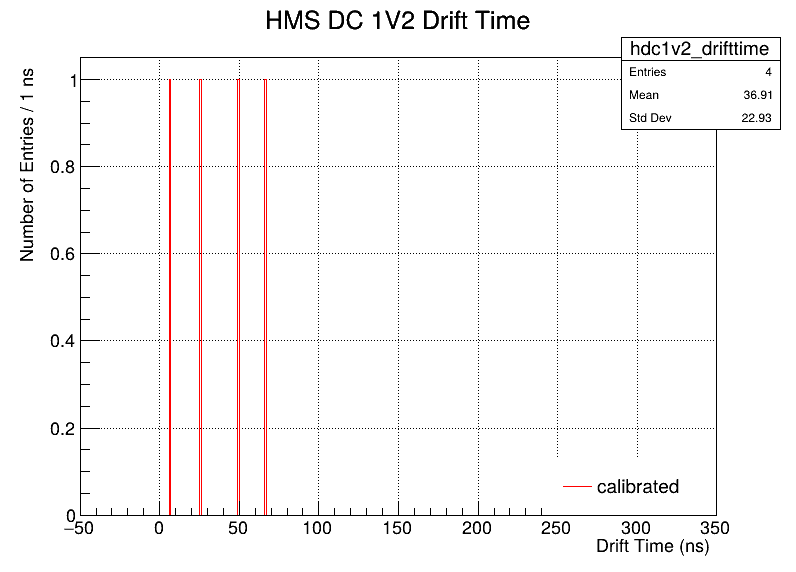 HMS DC 1V2 Drift Time
hdc1v2_drifttime
Entries 4
Mean 36.91
Std Dev 22.93
Number of Entries / 1 ns
1
0.8
0.6
0.4
0.2
0
−50 0 50 100 150 200 250 300 350
Drift Time (ns)
calibrated